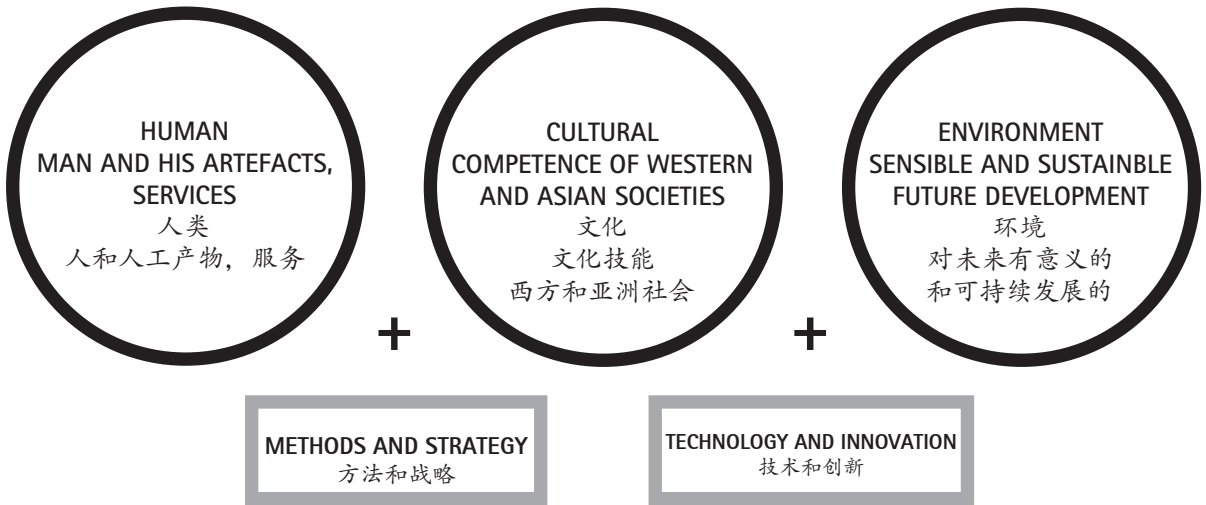 HUMAN
MAN AND HIS ARTEFACTS,
SERVICES
人类
人和人工产物，服务
CULTURAL
COMPETENCE OF WESTERN
AND ASIAN SOCIETIES
文化
文化技能
西方和亚洲社会
ENVIRONMENT
SENSIBLE AND SUSTAINBLE
FUTURE DEVELOPMENT
环境
对未来有意义的
和可持续发展的
+
+
METHODS AND STRATEGY
方法和战略
TECHNOLOGY AND INNOVATION
技术和创新